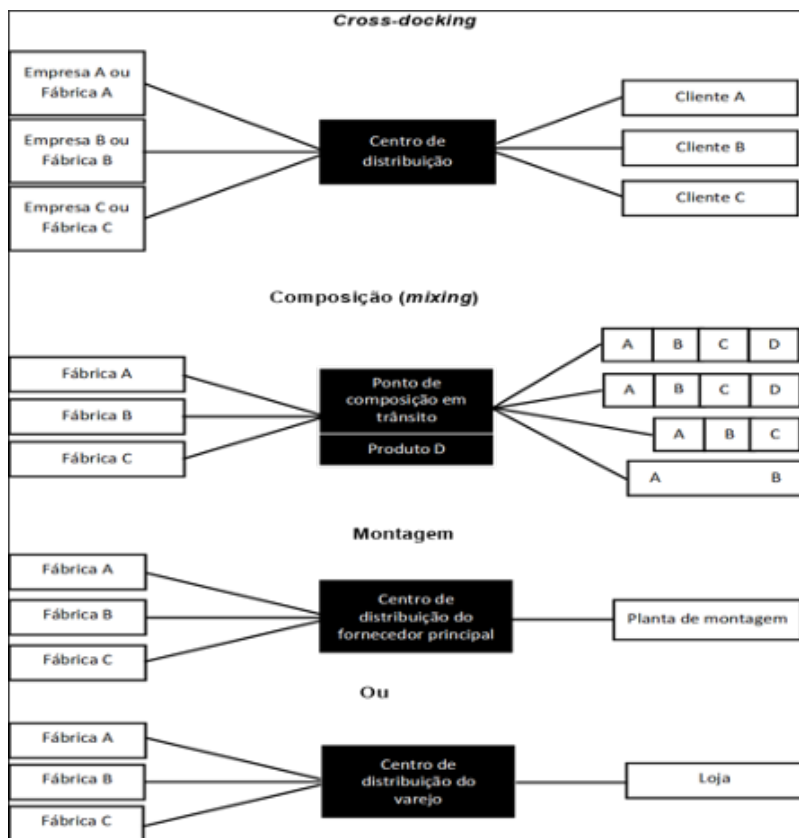 Cross-docking
Empresa A ou
Fábrica A
Empresa B ou
Fábrica B
Empresa C ou
Fábrica C
Centro de
distribuição
Cliente A
Cliente B
Cliente C
Composição (mixing)
Fábrica A
Fábrica B
Fábrica C
Ponto de
composição em
trânsito
Produto D
A B C D
A B C D
A B C
A B
Montagem
Fábrica A
Fábrica B
Fábrica C
Centro de
distribuição do
fornecedor principal
Planta de montagem
Ou
Fábrica A
Fábrica B
Fábrica C
Centro de
distribuição do
varejo
Loja